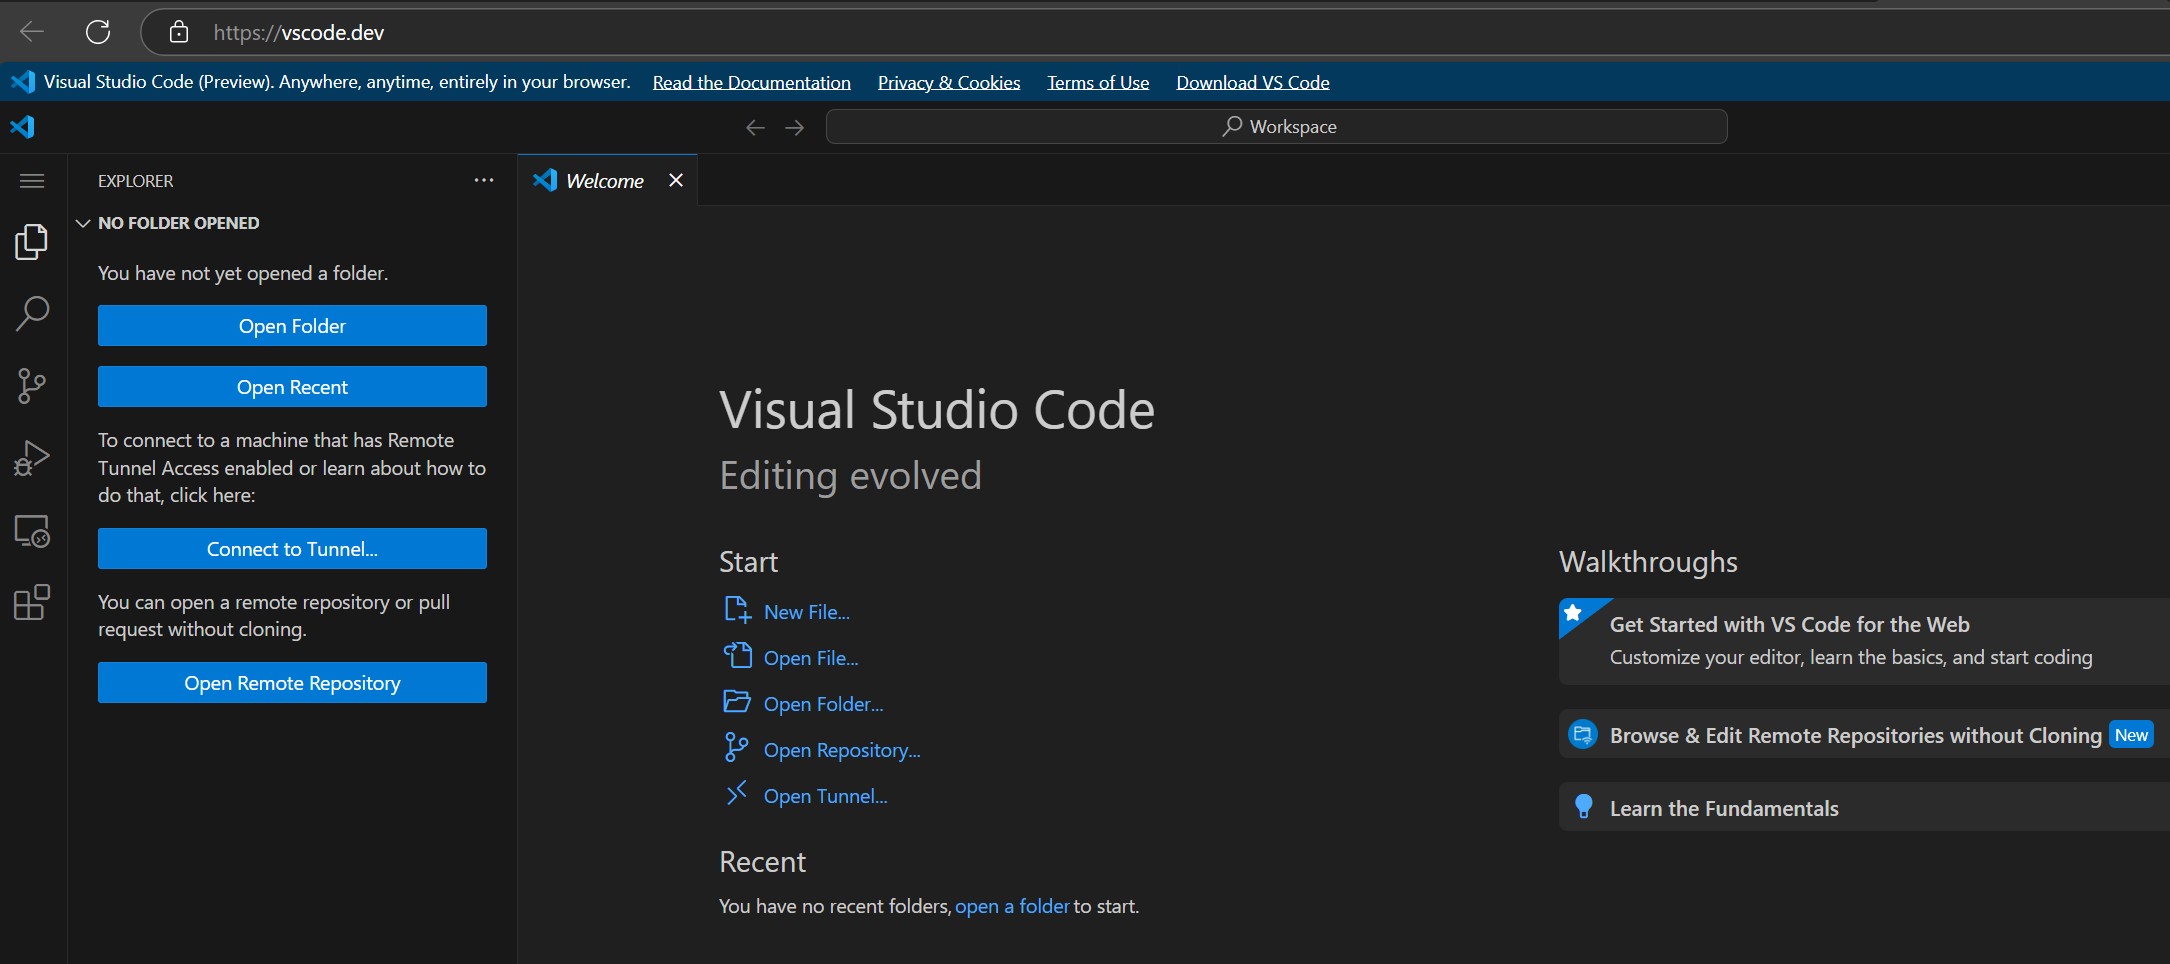 https://vscode.dev
Visual Studio Code (Preview). Anywhere, anytime, entirely in your browser. Read the Documentation Privacy & Cookies Terms of Use Download VS Code
Workspace
EXPLORER
Welcome
NO FOLDER OPENED
You have not yet opened a folder.
Open Folder
Open Recent
To connect to a machine that has Remote
Tunnel Access enabled or learn about how to
do that, click here:
Connect to Tunnel...
You can open a remote repository or pull
request without cloning.
Open Remote Repository
Visual Studio Code
Editing evolved
Start
New File...
Open File...
Open Folder...
Open Repository...
Open Tunnel...
Recent
You have no recent folders, open a folder to start.
Walkthroughs
Get Started with VS Code for the Web
Customize your editor, learn the basics, and start coding
Browse & Edit Remote Repositories without Cloning New
Learn the Fundamentals